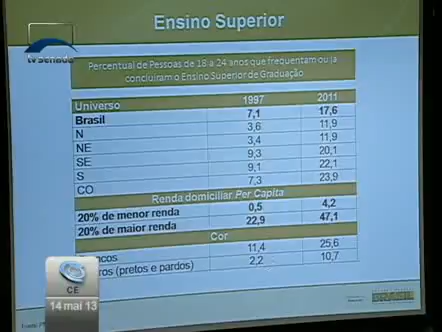 Ensino Superior
tv senado
Percentual de Pessoas de 18 a 24 anos que frequentam ou já
concluíram o Ensino Superior de Graduação
Universo 1997 2011
Brasil 7,1 17,6
N 3,6 11,9
NE 3,4 11,9
SE 9,3 20,1
S 9,1 22,1
CO 7,3 23,9
Renda domiciliar Per Capita
20% de menor renda 0,5 4,2
20% de maior renda 22,9 47,1
Cor
ncos 11,4 25,6
ros (pretos e pardos) 2,2 10,7
CE
14 mai 13
BRASIL